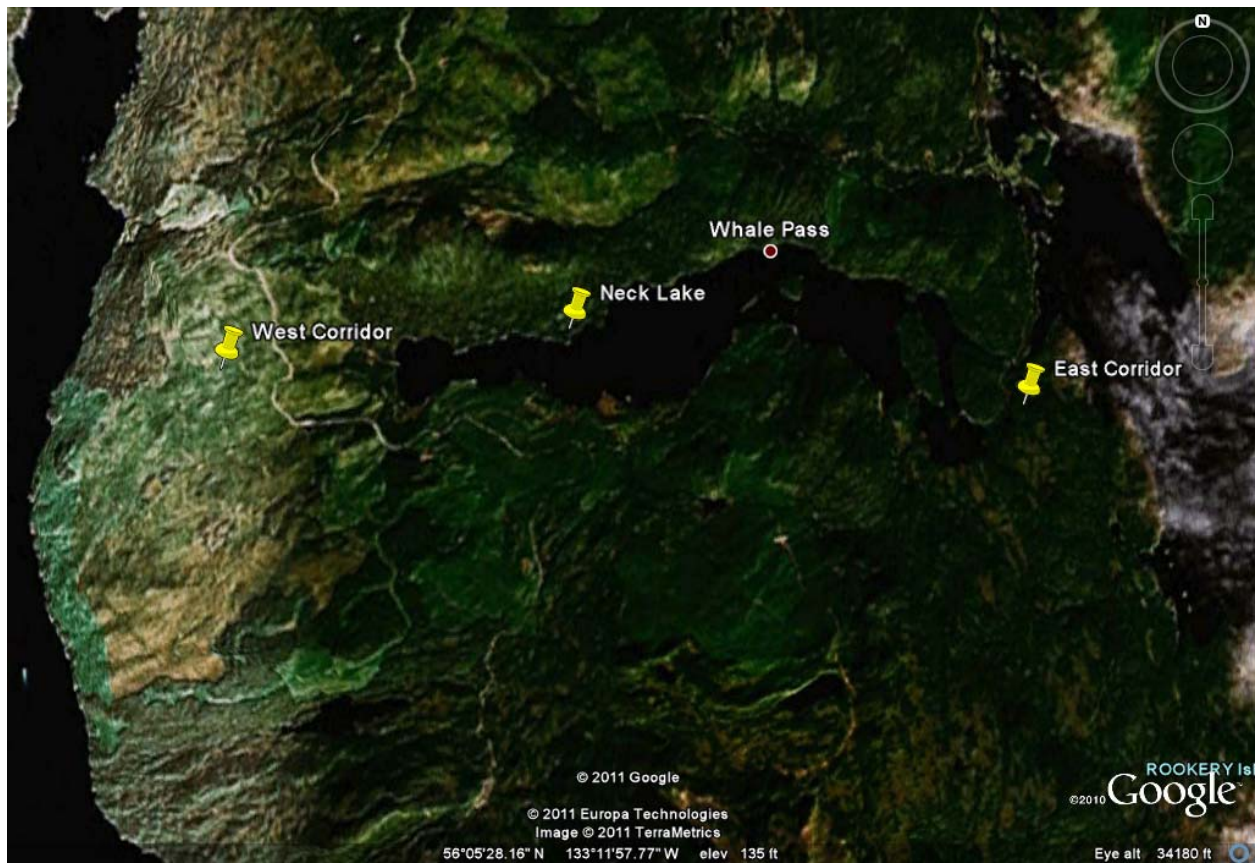 N
Whale Pass
Neck Lake
West Corridor
East Corridor
ROOKERY Isl
© 2011 Google
©2010 Google
© 2011 Europa Technologies
Image © 2011 TerraMetrics
56°05'28.16" N 133°11'57.77" W elev 135 ft
Eye alt 34180 ft